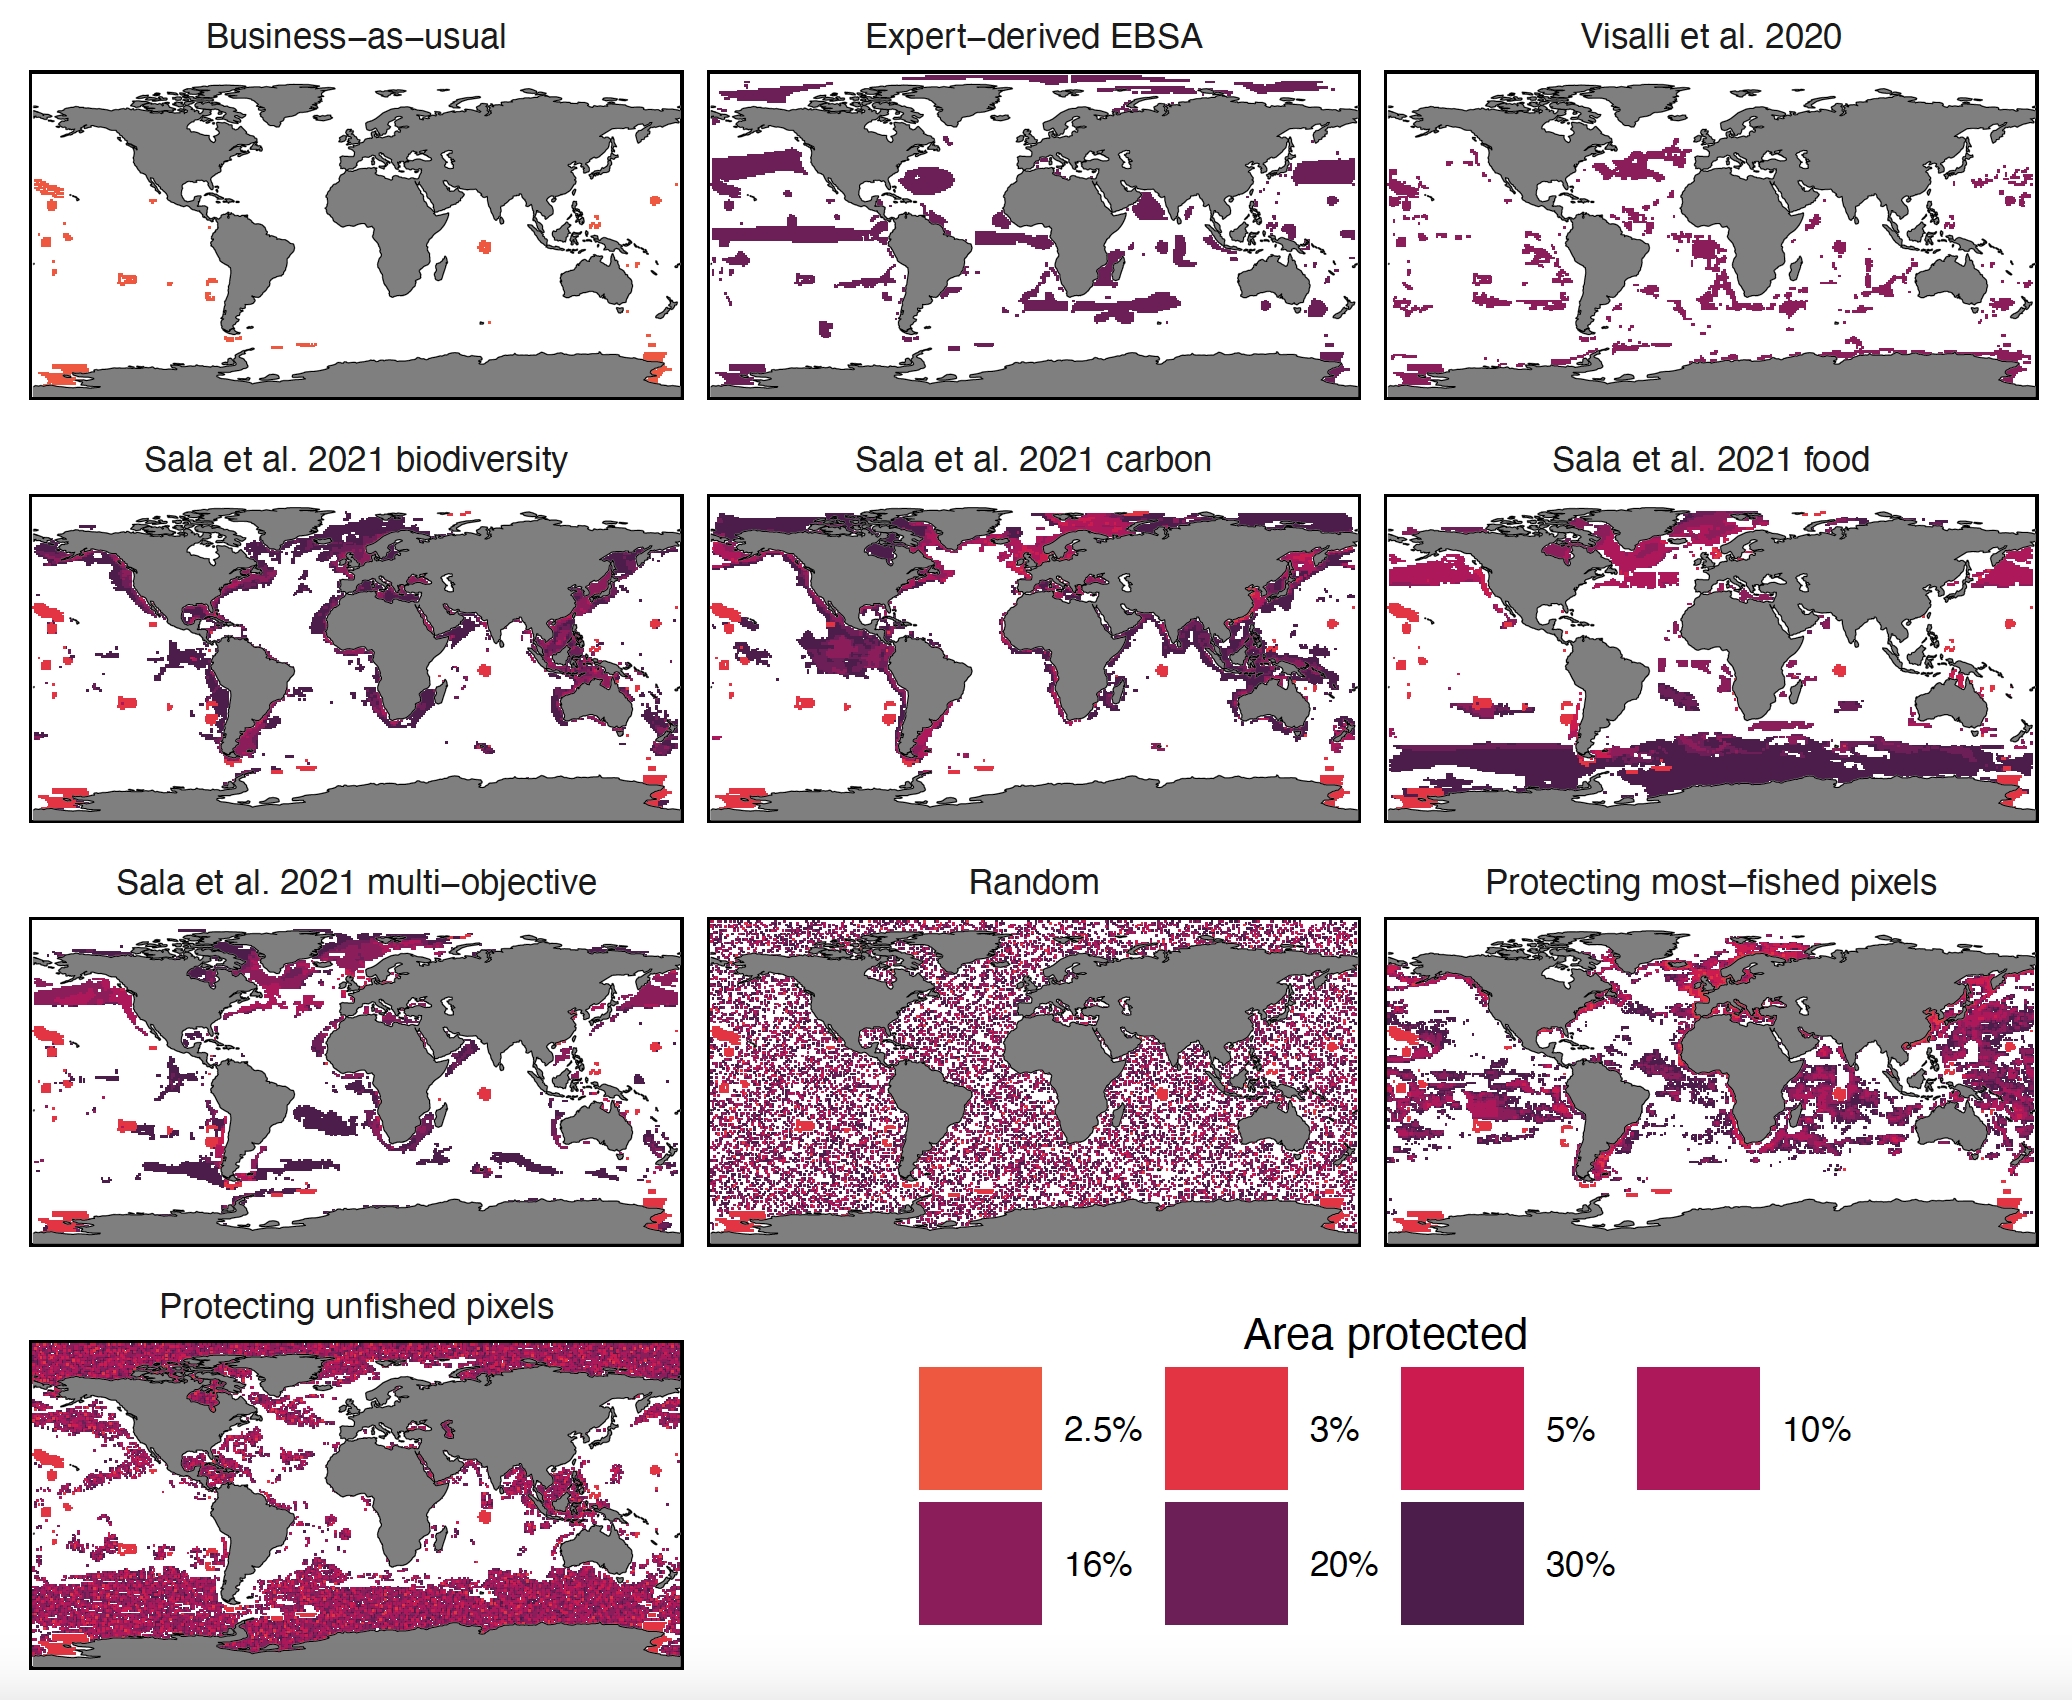 Business−as−usual
Expert−derived EBSA
Visalli et al. 2020
Sala et al. 2021 biodiversity
Sala et al. 2021 carbon
Sala et al. 2021 food
Sala et al. 2021 multi−objective
Random
Protecting most−fished pixels
Protecting unfished pixels
Area protected
2.5%
3%
5%
10%
16%
20%
30%